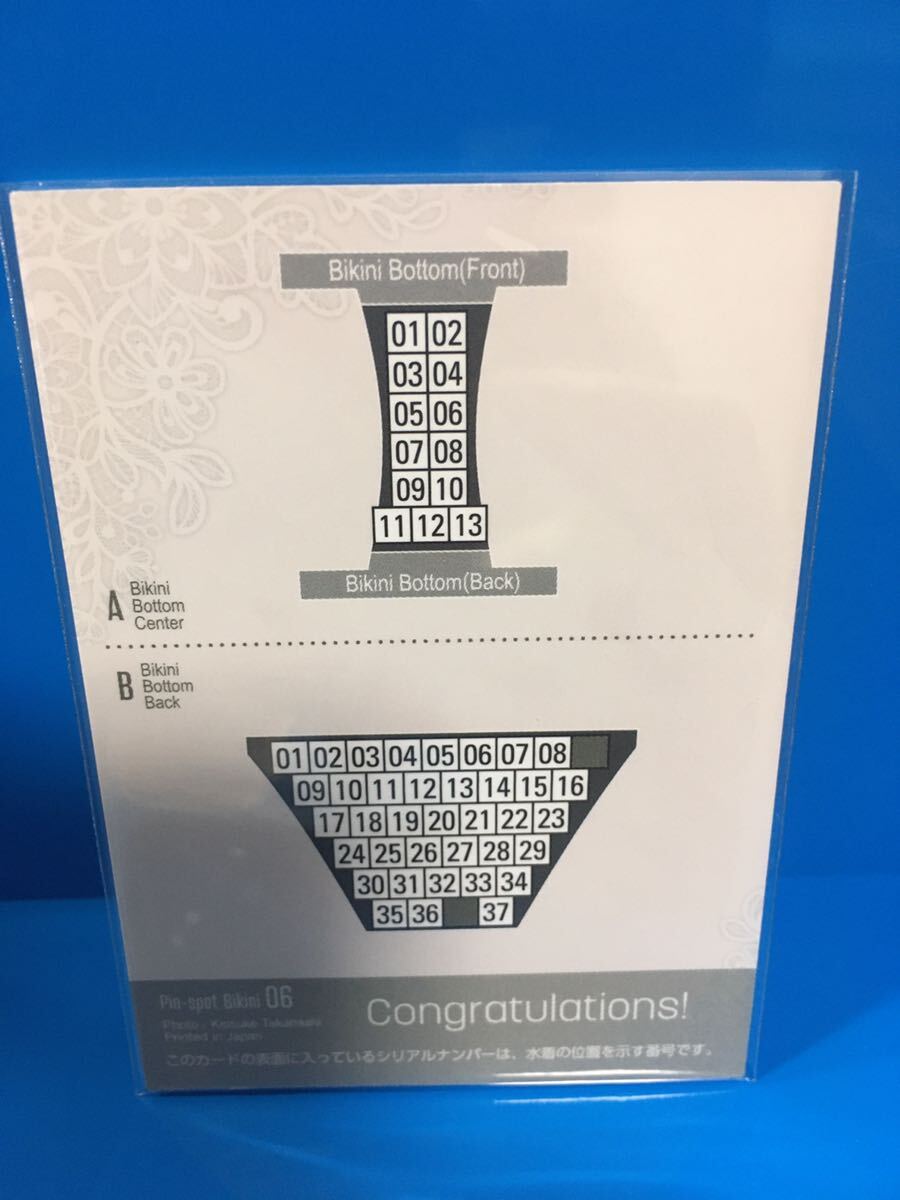 Bikini Bottom(Front)
01 02
03 04
05 06
07 08
09 10
11 12 13
Bikini Bottom(Back)
A Bikini
Bottom
Center
B Bikini
Bottom
Back
01 02 03 04 05 06 07 08
09 10 11 12 13 14 15 16
17 18 19 20 21 22 23
24 25 26 27 28 29
30 31 32 33 34
35 36 37
Pin-spot Bikini 06
Congratulations!
Photo : Keisuke Takanashi
Printed in Japan
このカードの表面に入っているシリアルナンバーは、水着の位置を示す番号です。